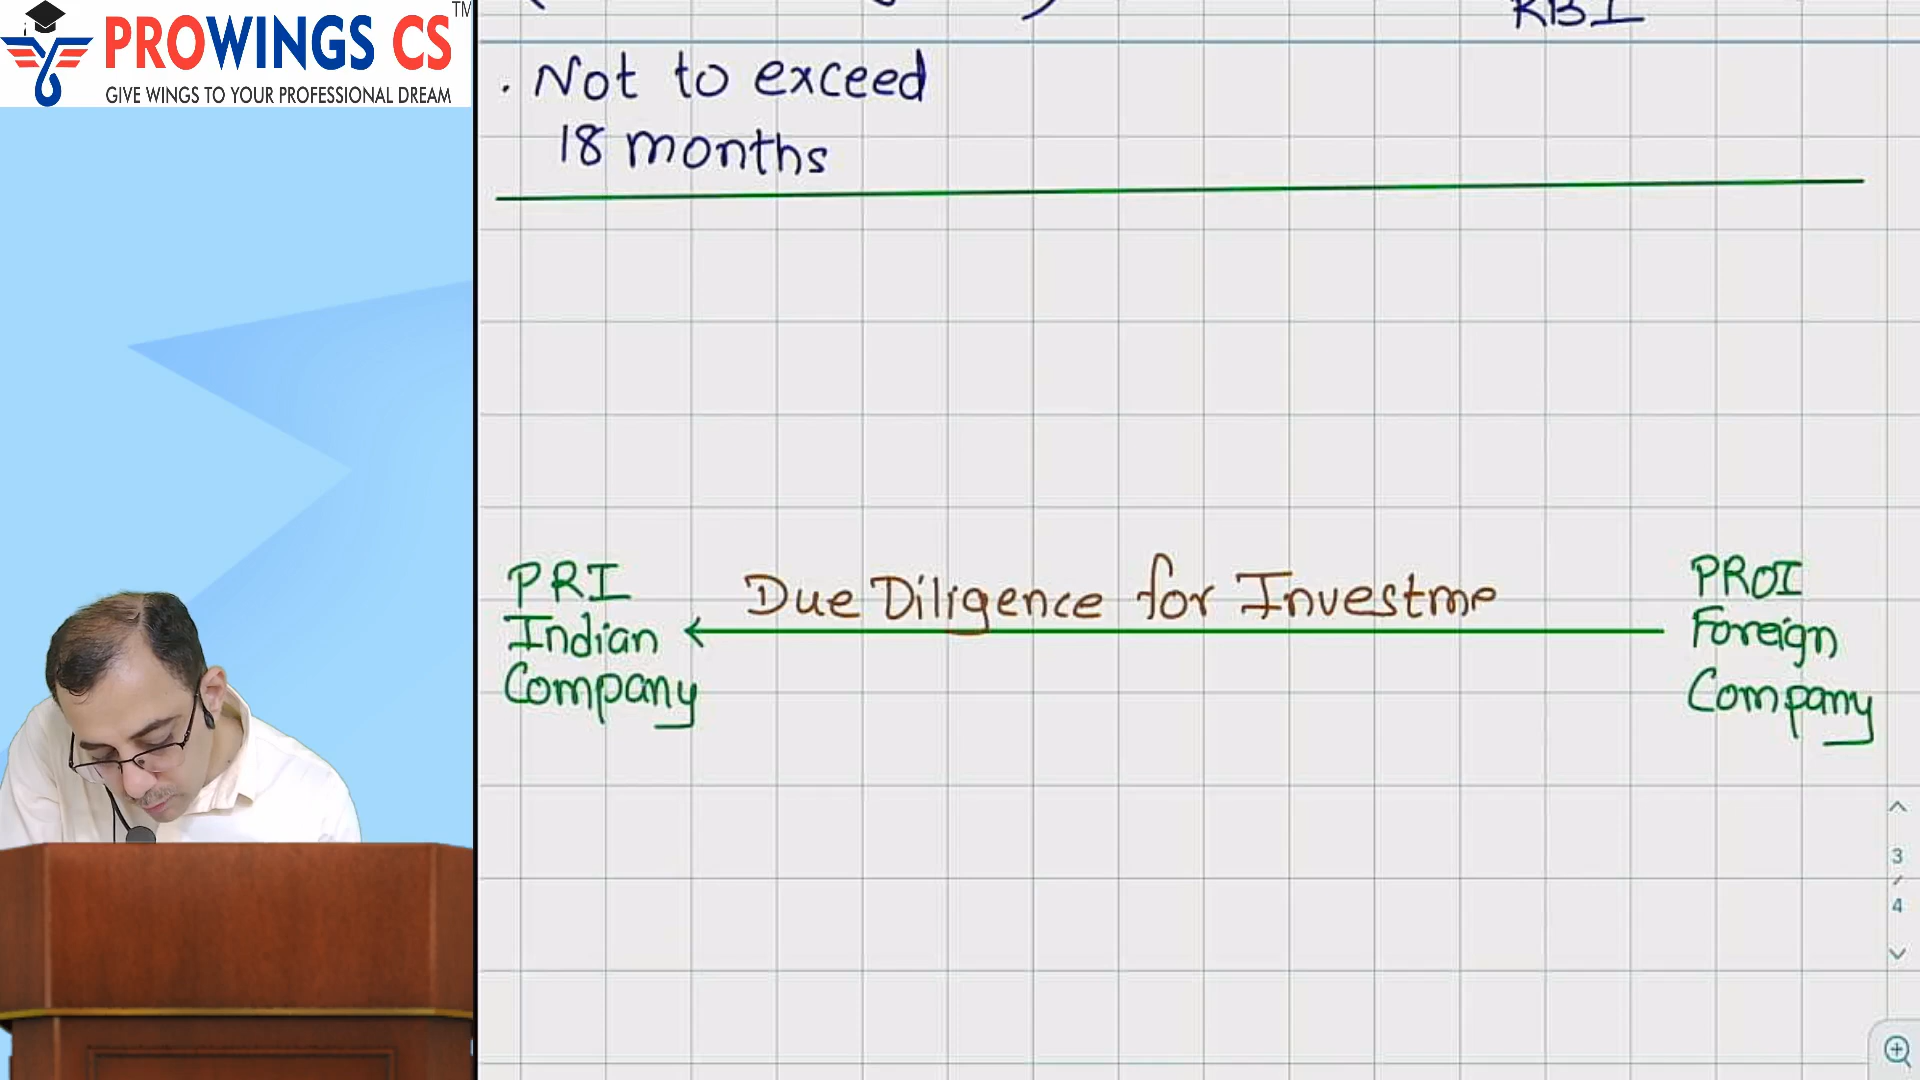 PROWINGS CS TM
GIVE WINGS TO YOUR PROFESSIONAL DREAM
RBI
. Not to exceed
18 months
PRI
Indian
Company
Due Diligence for Investme
PROI
Foreign
Company
3
/
4